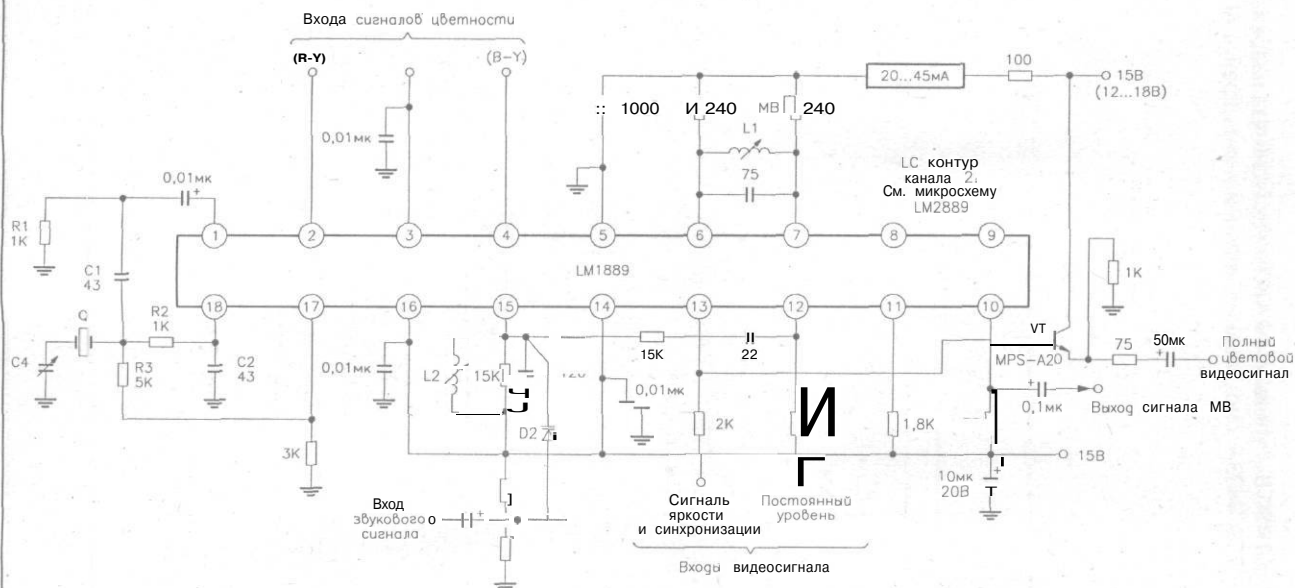 Входа сигналов цветности
(R-Y)
(B-Y)
0,01мк
1000
И 240
МВ
240
L1
75
20...45мА
100
15В
(12...18В)
LC контур
канала 2.
См. микросхему
LM2889
0,01мк
+
R1
1K
C1
43
1
2
3
4
5
6
7
8
9
LM1889
18
17
16
15
14
13
12
11
10
1K
C4
R2
1K
R3
5K
C2
43
0,01мк
L2
15K
D2
15K
22
0,01мк
VT
MPS-A20
75
50мк
+
Полный
цветовой
видеосигнал
+
0,1мк
Выход сигнала МВ
2K
И
Г
1,8K
15В
3K
10мк
20В
+
Вход
звукового о
сигнала
+
Сигналь
яркости
и синхронизации
Постоянный
уровень
Входы видеосигнала